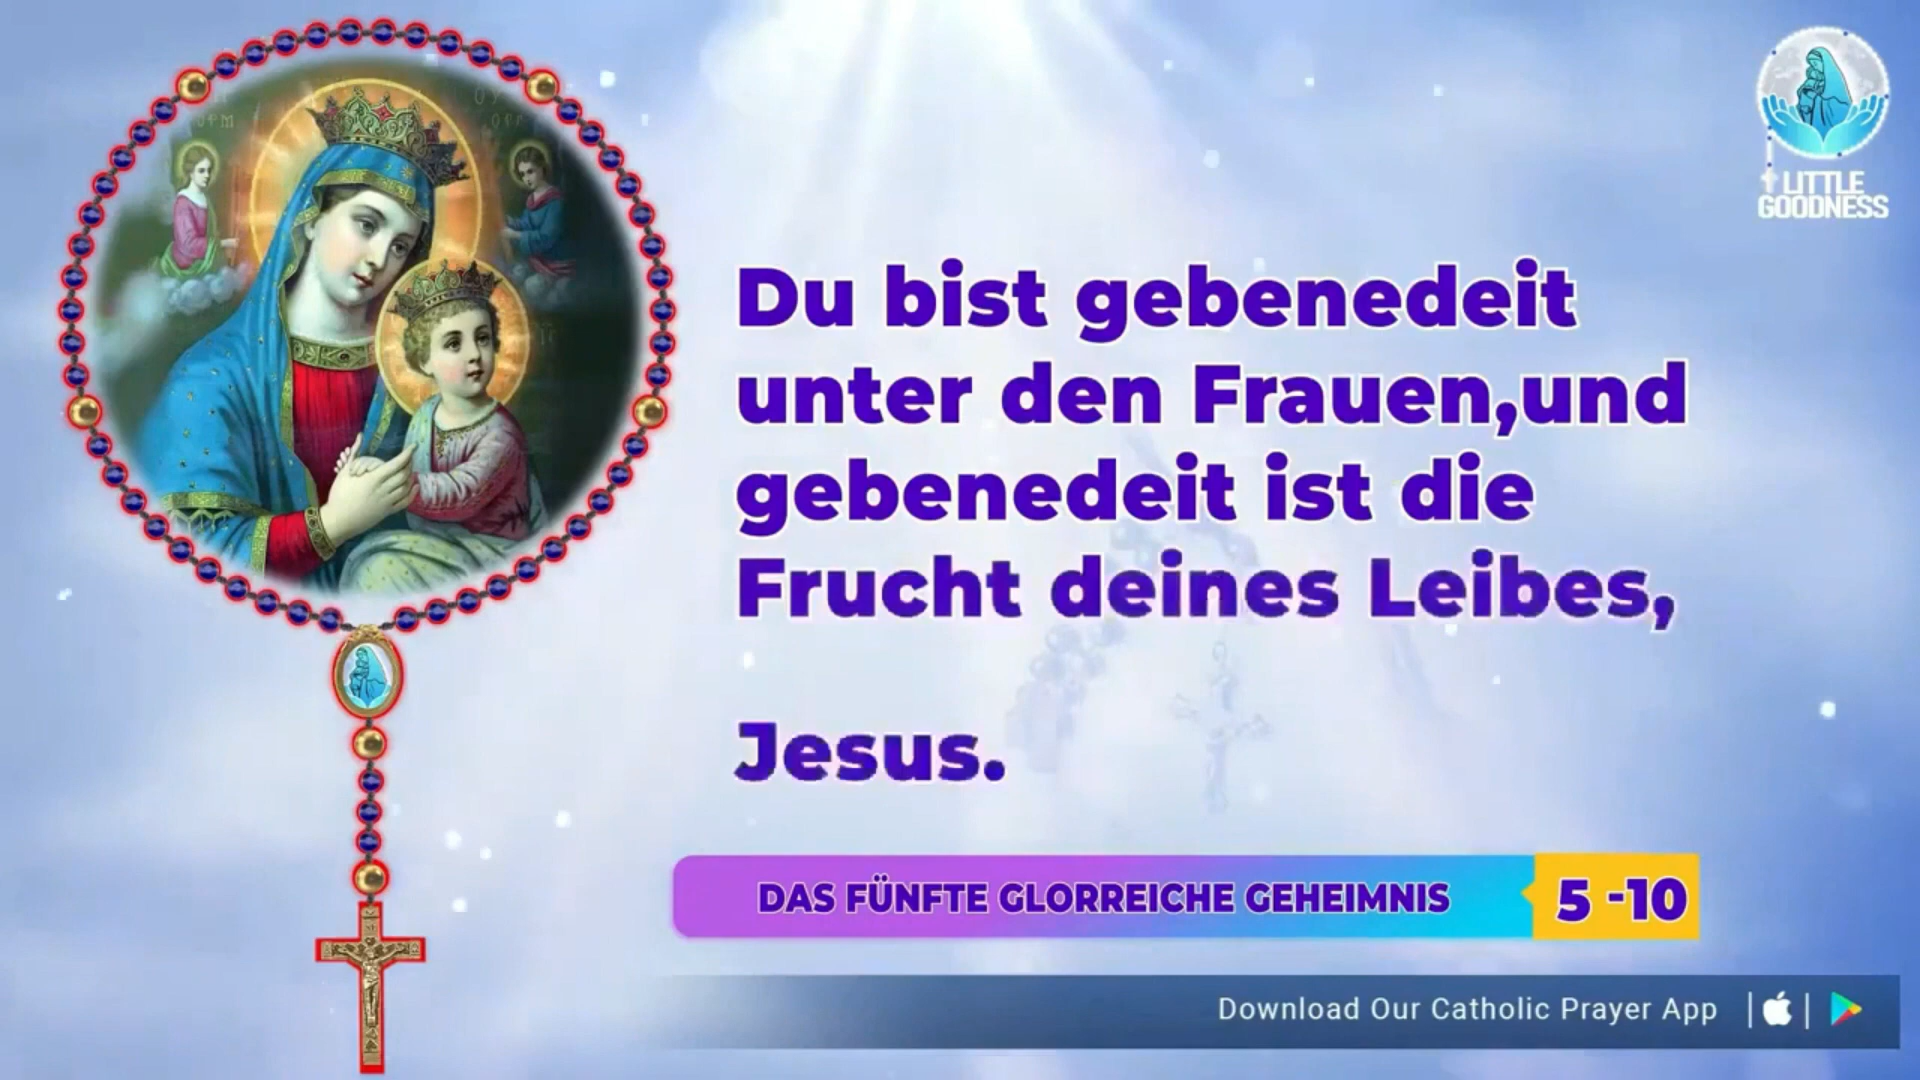 LITTLE
GOODNESS
Du bist gebenedeit
unter den Frauen,und
gebenedeit ist die
Frucht deines Leibes,
Jesus.
DAS FÜNFTE GLORREICHE GEHEIMNIS
5 -10
Download Our Catholic Prayer App